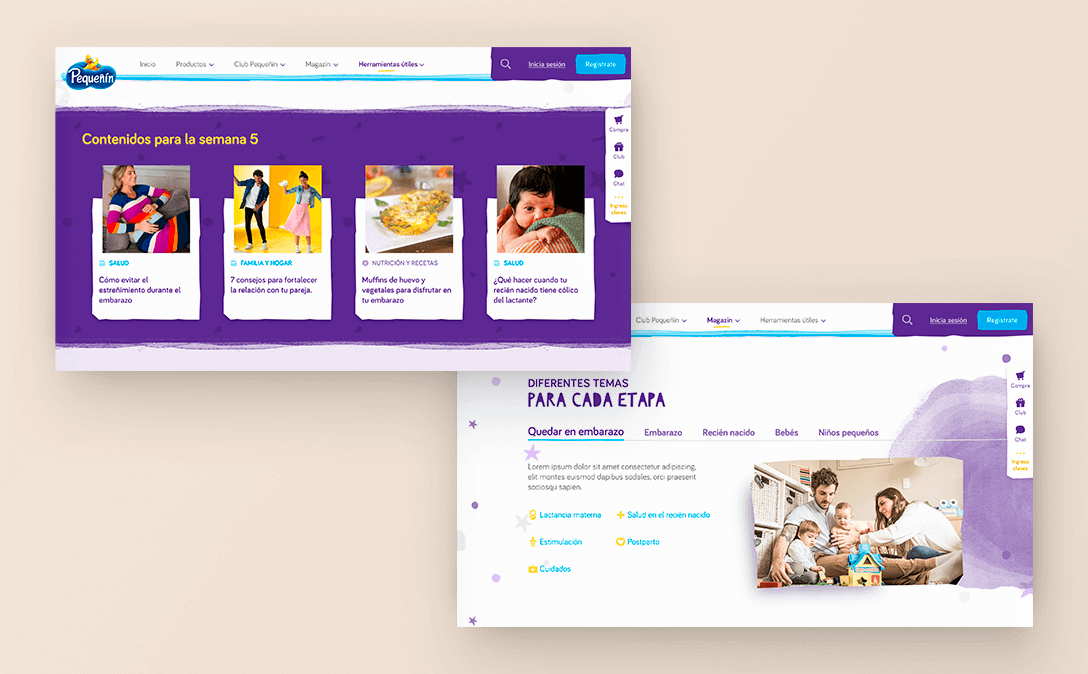 Pequeñín
Inicio
Productos
Club Pequeñín
Magazin
Herramientas útiles
Inicia sesión
Regístrate
Compra
Club
Chat
Ingresa
claves
Contenidos para la semana 5
SALUD
Cómo evitar el
estreñimiento durante el
embarazo
FAMILIA Y HOGAR
7 consejos para fortalecer
la relación con tu pareja.
NUTRICIÓN Y RECETAS
Muffins de huevo y
vegetales para disfrutar en
tu embarazo
SALUD
¿Qué hacer cuando tu
recién nacido tiene cólico
del lactante?
Club Pequeñín
Magazin
Herramientas útiles
Inicia sesión
Regístrate
Compra
Club
Chat
Ingresa
claves
DIFERENTES TEMAS
PARA CADA ETAPA
Quedar en embarazo
Embarazo
Recién nacido
Bebés
Niños pequeños
Lorem ipsum dolor sit amet consectetur adipiscing,
elit montes euismod dapibus sodales, orci praesent
sociosqu sapien.
Lactancia materna
Salud en el recién nacido
Estimulación
Postparto
Cuidados